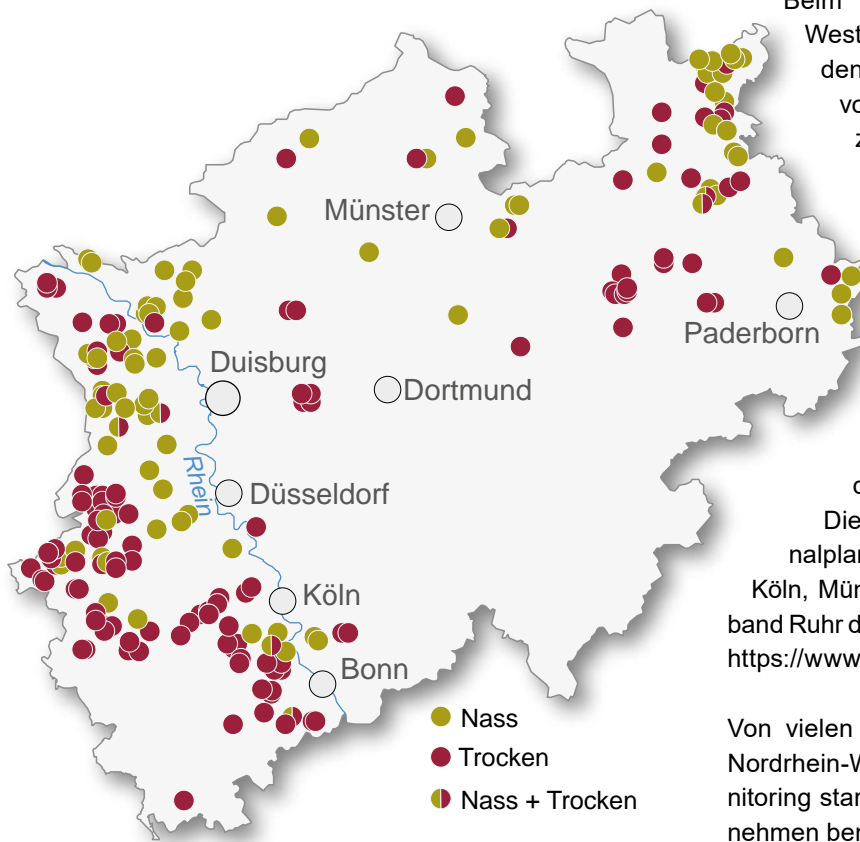 Beim
West
den
vo
z
Münster
Paderborn
Duisburg
Dortmund
Rhein
Düsseldorf
Köln
Bonn
Nass
Trocken
Nass + Trocken
d
Die
nalplan
Köln, Mün
band Ruhr d
https://www
Von vielen
Nordrhein-W
nitoring star
nehmen ber